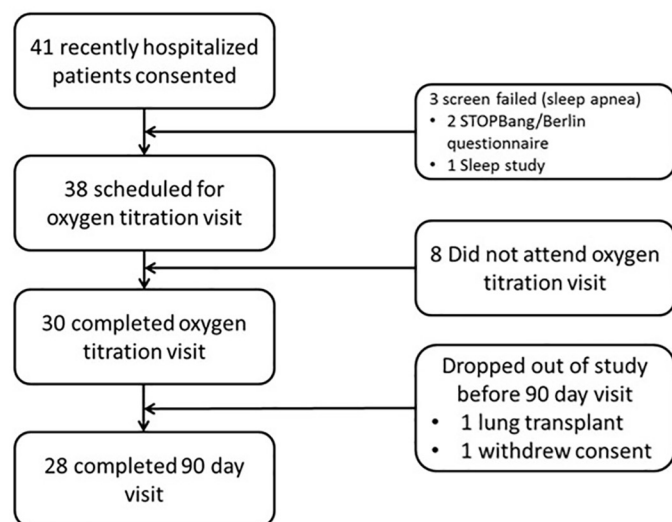 41 recently hospitalized
patients consented
3 screen failed (sleep apnea)
• 2 STOPBang/Berlin
questionnaire
• 1 Sleep study
38 scheduled for
oxygen titration visit
8 Did not attend oxygen
titration visit
30 completed oxygen
titration visit
Dropped out of study
before 90 day visit
• 1 lung transplant
• 1 withdrew consent
28 completed 90 day
visit